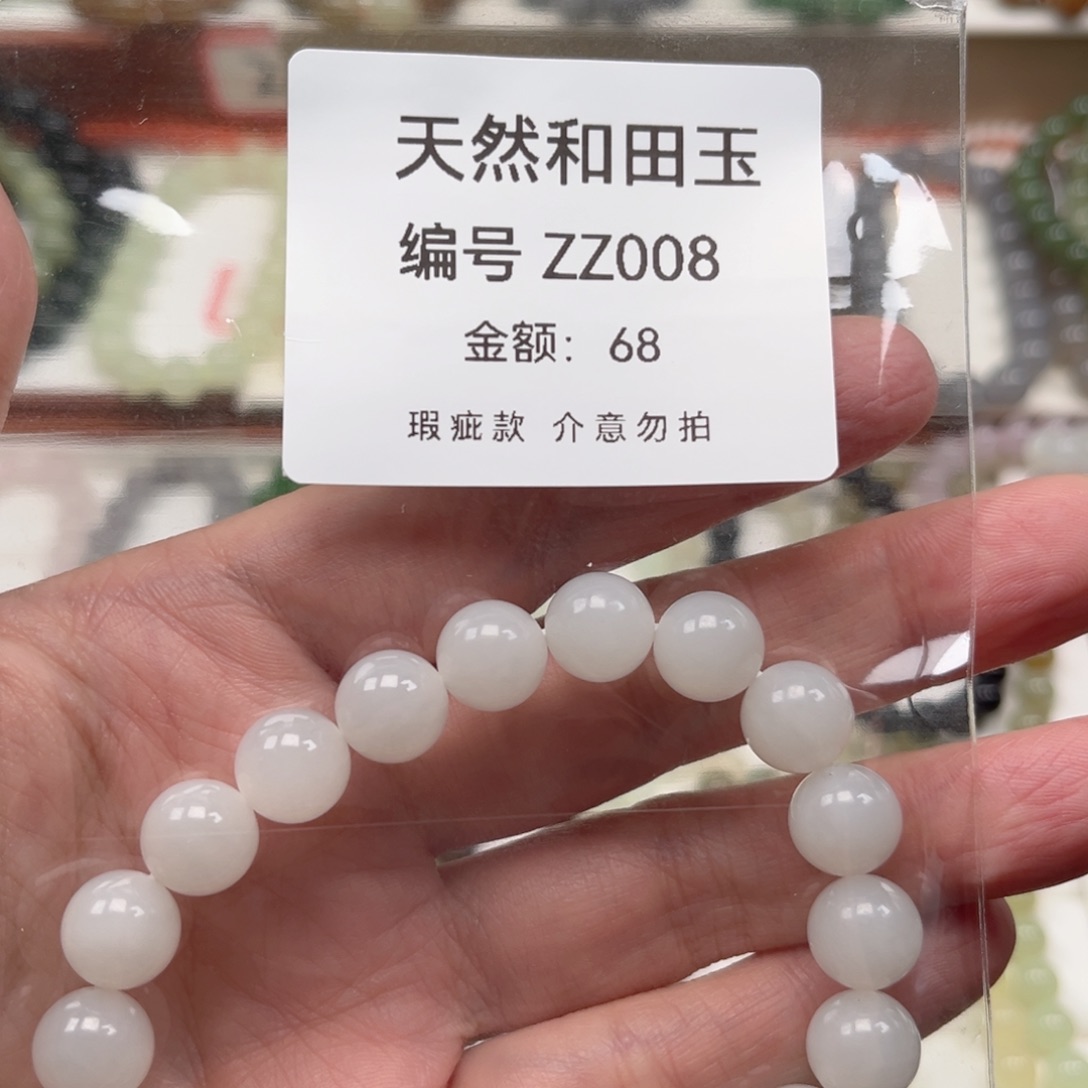 天然和田玉
编号 ZZ008
金额： 68
瑕疵款 介意勿拍